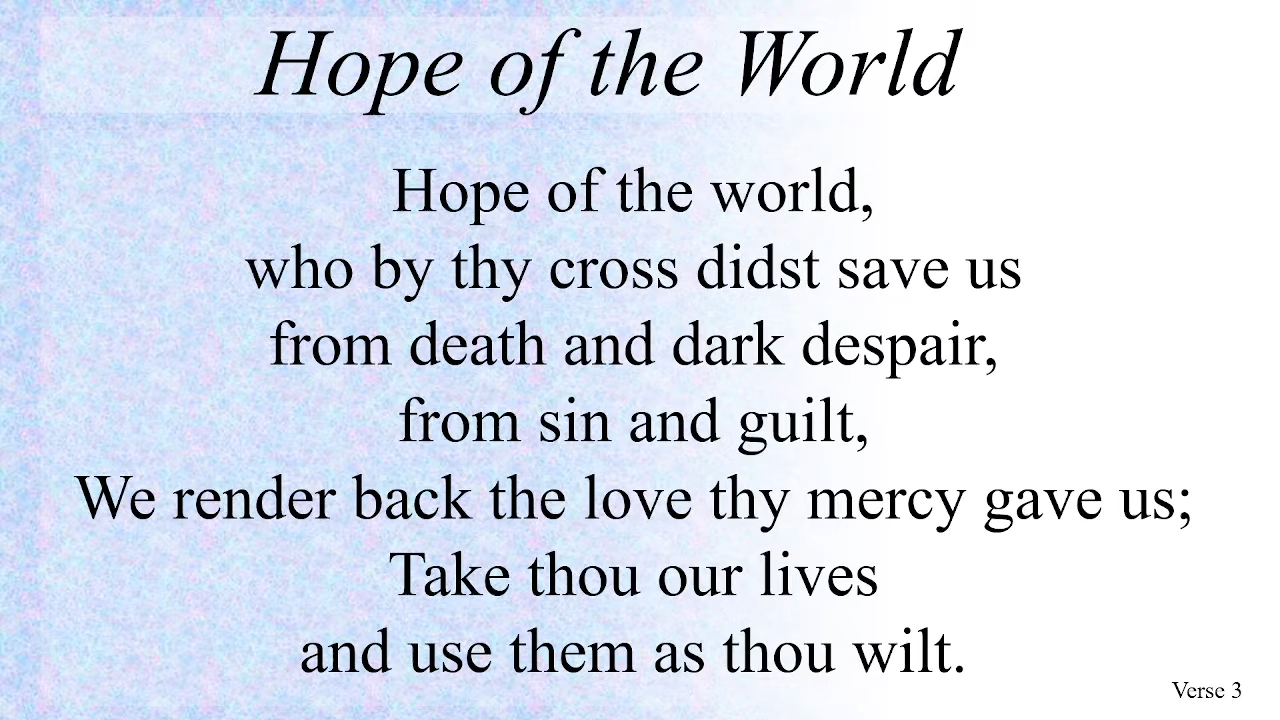 Hope of the World
Hope of the world,
who by thy cross didst save us
from death and dark despair,
from sin and guilt,
We render back the love thy mercy gave us;
Take thou our lives
and use them as thou wilt.
Verse 3